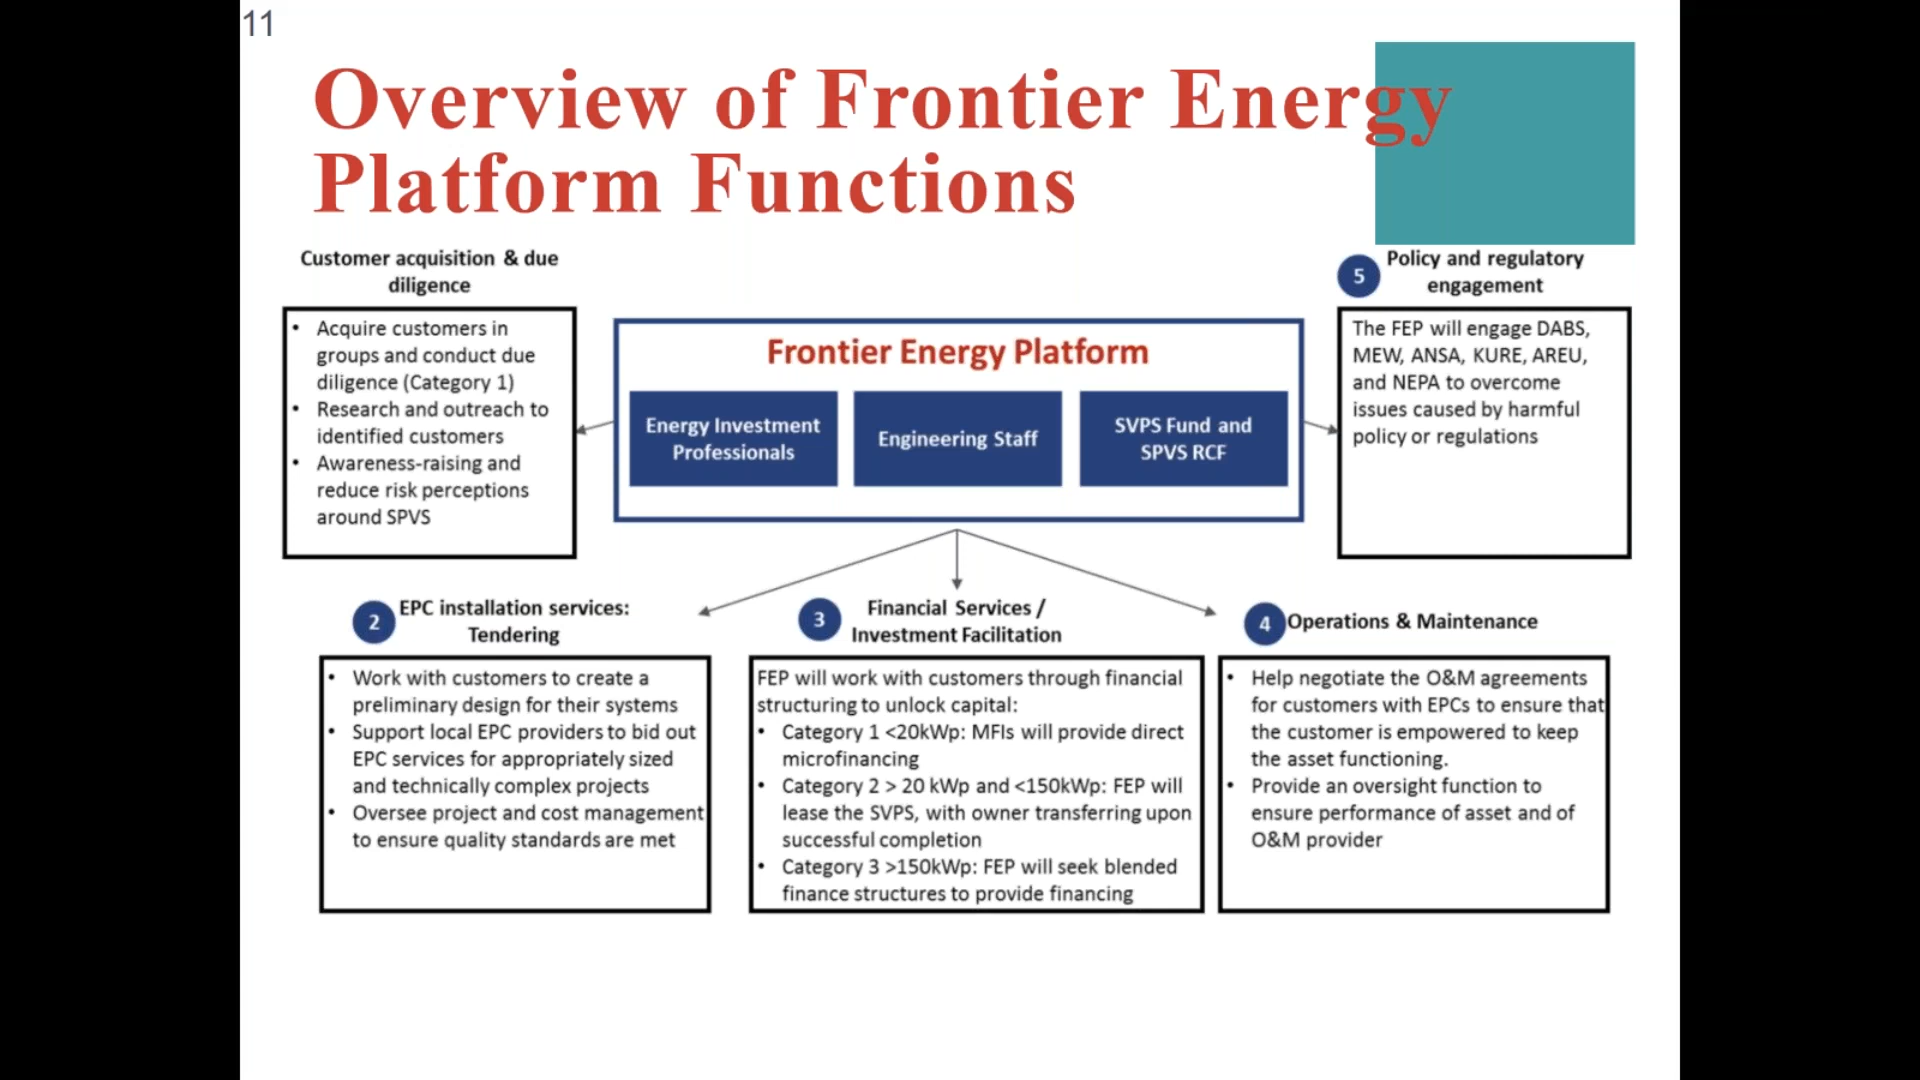 11
Overview of Frontier Energy
Platform Functions
Customer acquisition & due
diligence
• Acquire customers in
groups and conduct due
diligence (Category 1)
• Research and outreach to
identified customers
• Awareness-raising and
reduce risk perceptions
around SPVS
Frontier Energy Platform
Energy Investment
Professionals
Engineering Staff
SVPS Fund and
SPVS RCF
5
Policy and regulatory
engagement
The FEP will engage DABS,
MEW, ANSA, KURE, AREU,
and NEPA to overcome
issues caused by harmful
policy or regulations
2
EPC installation services:
Tendering
• Work with customers to create a
preliminary design for their systems
• Support local EPC providers to bid out
EPC services for appropriately sized
and technically complex projects
• Oversee project and cost management
to ensure quality standards are met
3
Financial Services /
Investment Facilitation
FEP will work with customers through financial
structuring to unlock capital:
• Category 1 <20kWp: MFIs will provide direct
microfinancing
• Category 2 > 20 kWp and <150kWp: FEP will
lease the SVPS, with owner transferring upon
successful completion
• Category 3 >150kWp: FEP will seek blended
finance structures to provide financing
4
Operations & Maintenance
• Help negotiate the O&M agreements
for customers with EPCs to ensure that
the customer is empowered to keep
the asset functioning.
• Provide an oversight function to
ensure performance of asset and of
O&M provider